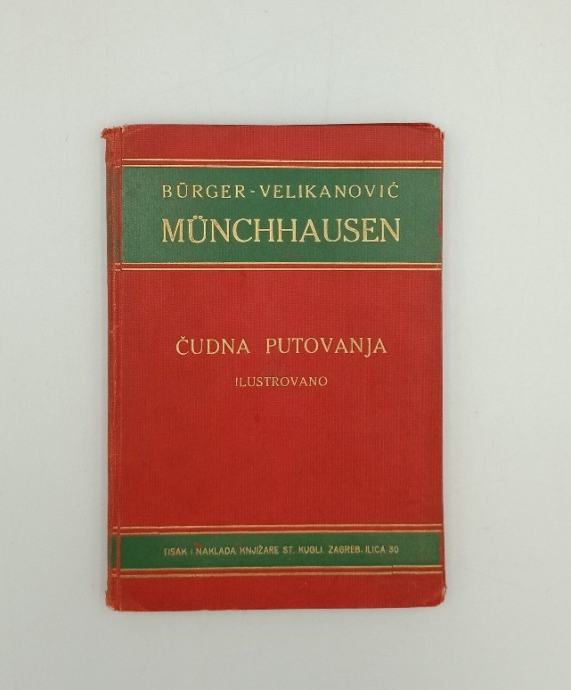 BÜRGER-VELIKANOVIĆ
MÜNCHHAUSEN
ČUDNA PUTOVANJA
ILUSTROVANO
TISAK I NAKLADA KNJIŽARE ST. KUGLI. ZAGREB. ILICA 30